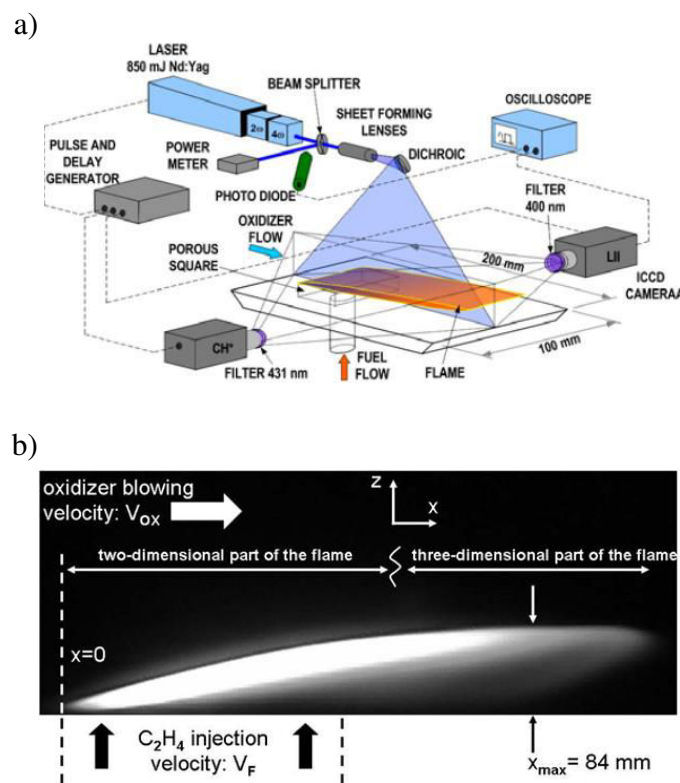 a)
LASER
850 mJ Nd:Yag
BEAM SPLITTER
SHEET FORMING
LENSES
OSCILLOSCOPE
2ω
4ω
DICHROIC
PULSE AND
DELAY
GENERATOR
POWER
METER
PHOTO DIODE
FILTER
400 nm
OXIDIZER
FLOW
POROUS
SQUARE
200 mm
LII
ICCD
CAMERAA
CH*
100 mm
FILTER 431 nm
FUEL
FLOW
FLAME
b)
oxidizer blowing
velocity: VOX
z
x
two-dimensional part of the flame
three-dimensional part of the flame
x=0
C2H4 injection
velocity: VF
xmax= 84 mm